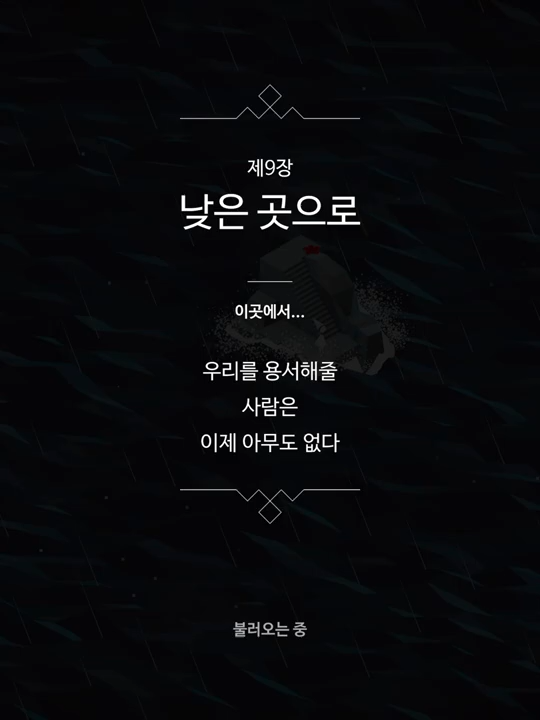 제9장
낮은 곳으로
이곳에서...
우리를 용서해줄
사람은
이제 아무도 없다
불러오는 중